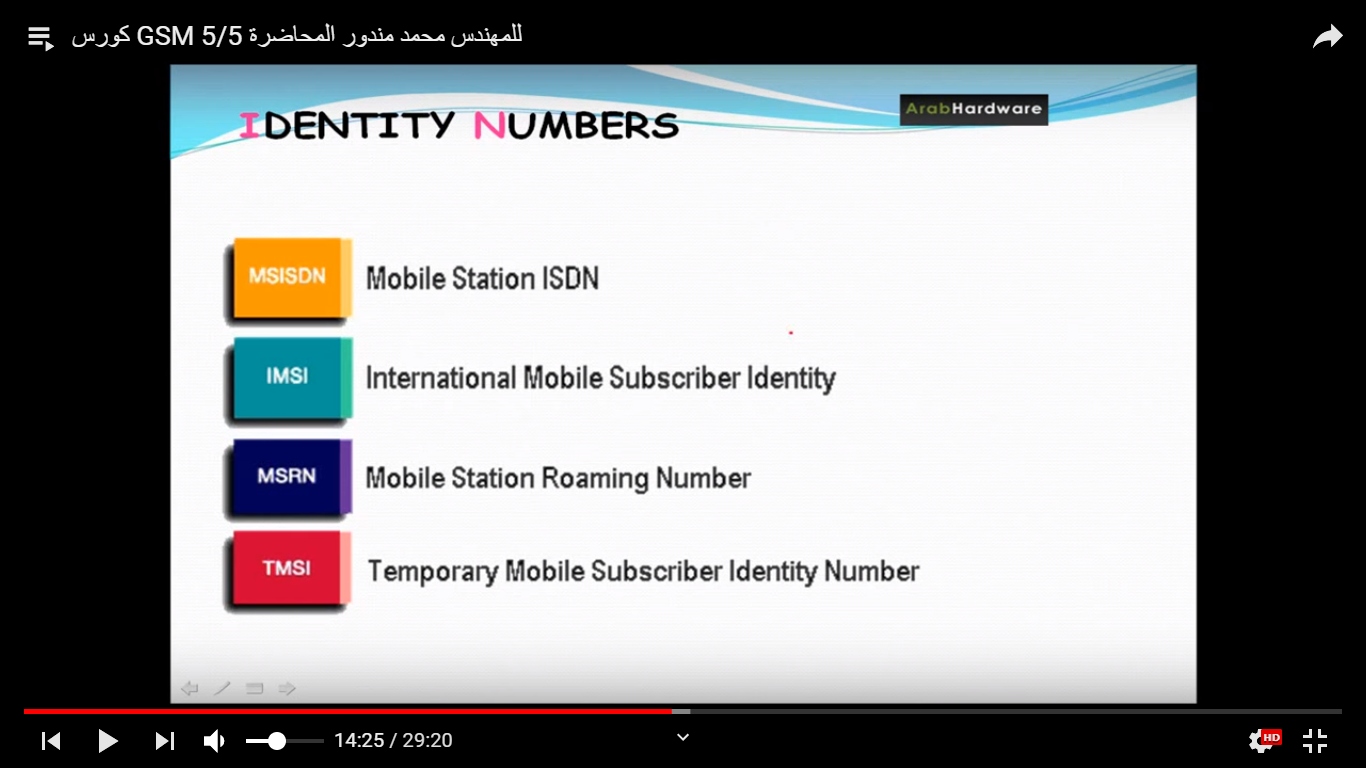 كورس GSM 5/5 للمهندس محمد مندور المحاضرة
ArabHardware
IDENTITY NUMBERS
MSISDN Mobile Station ISDN
IMSI International Mobile Subscriber Identity
MSRN Mobile Station Roaming Number
TMSI Temporary Mobile Subscriber Identity Number
14:25 / 29:20
HD